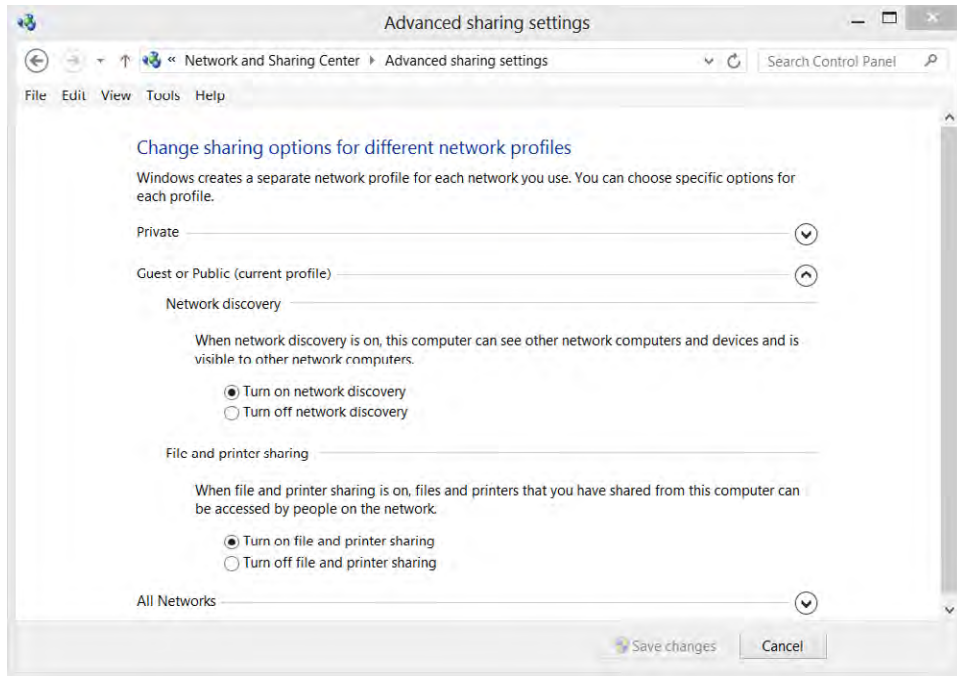 Advanced sharing settings
« Network and Sharing Center Advanced sharing settings Search Control Panel
File Edit View Tools Help
Change sharing options for different network profiles
Windows creates a separate network profile for each network you use. You can choose specific options for
each profile.
Private
Guest or Public (current profile)
Network discovery
When network discovery is on, this computer can see other network computers and devices and is
visible to other network computers.
Turn on network discovery
Turn off network discovery
File and printer sharing
When file and printer sharing is on, files and printers that you have shared from this computer can
be accessed by people on the network.
Turn on file and printer sharing
Turn off file and printer sharing
All Networks
Save changes Cancel